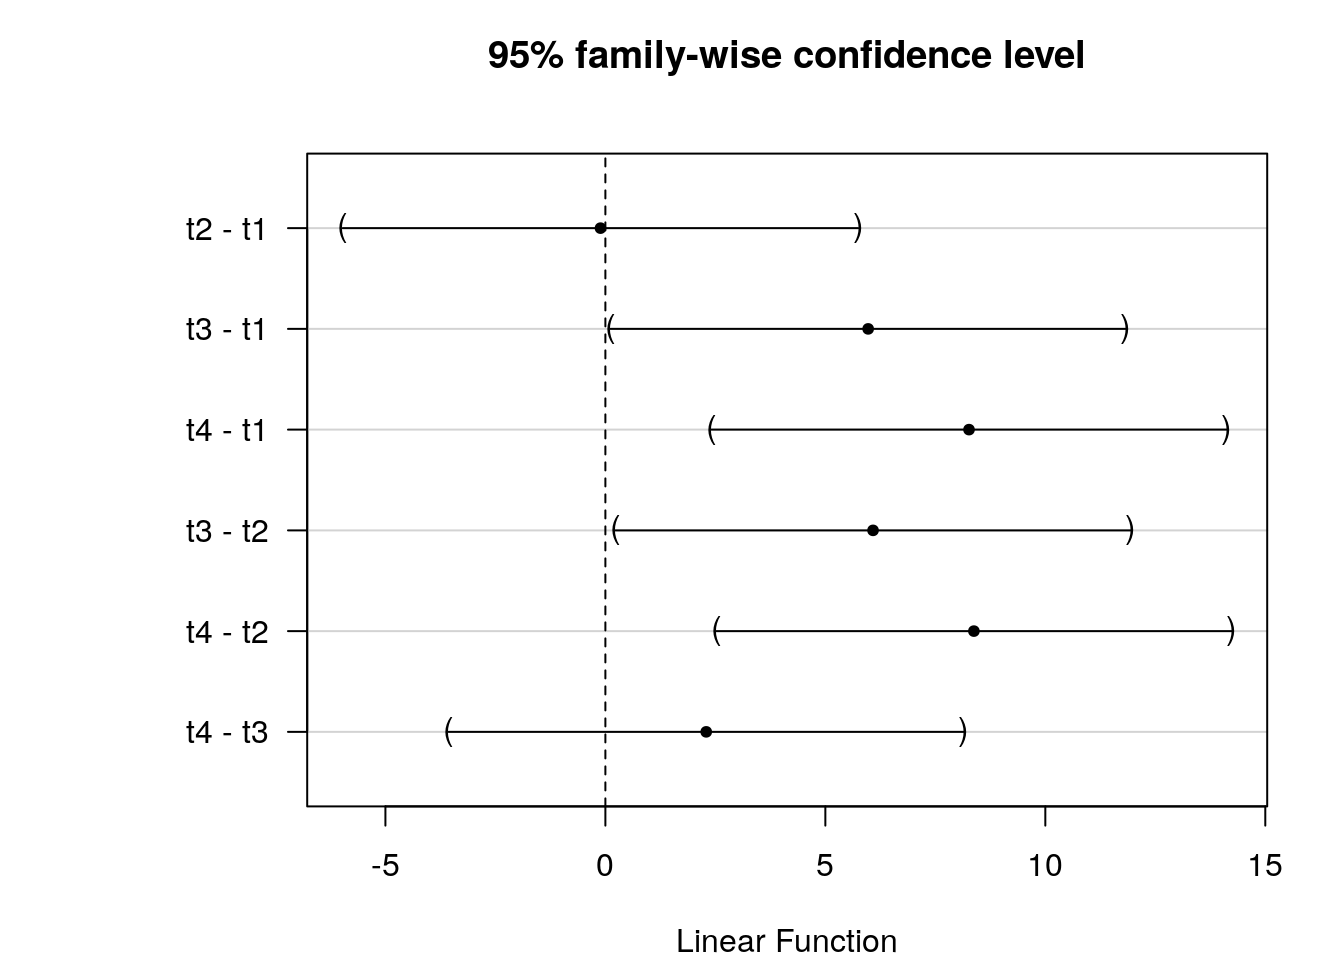 95% family-wise confidence level
t2 - t1
t3 - t1
t4 - t1
t3 - t2
t4 - t2
t4 - t3
-5 0 5 10 15
Linear Function